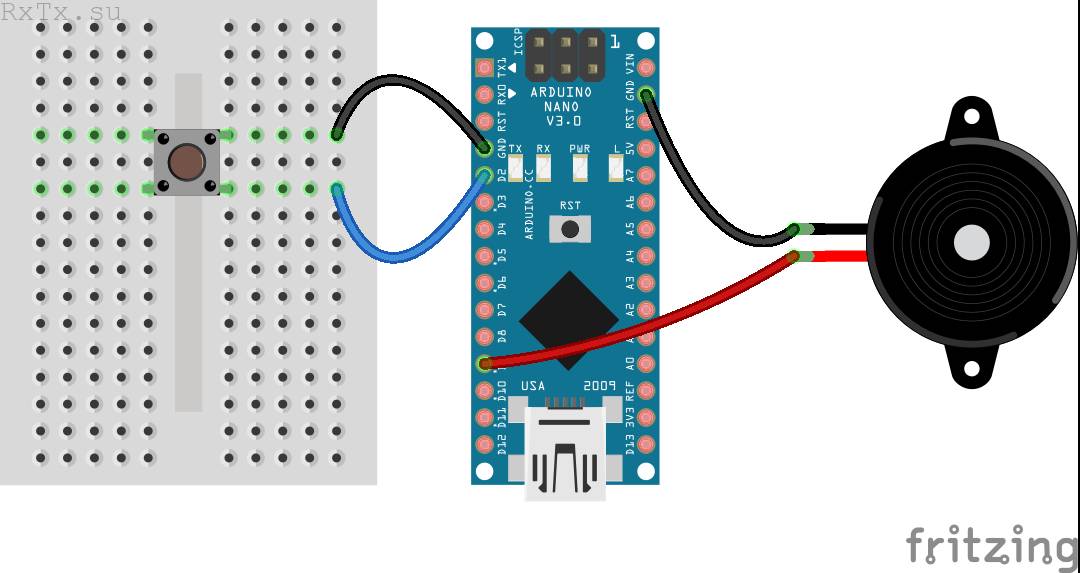 RxTx.su
ICSP
1
TX1
RX0
RST
GND
D2
D3
D4
D5
D6
D7
D8
D10
D11
D12
VIN
GND
RST
5V
A7
A6
A5
A4
A3
A2
A0
REF
3V3
D13
ARDUINO
NANO
V3.0
TX RX PWR L
ARDUINO.CC
RST
USA 2009
fritzing